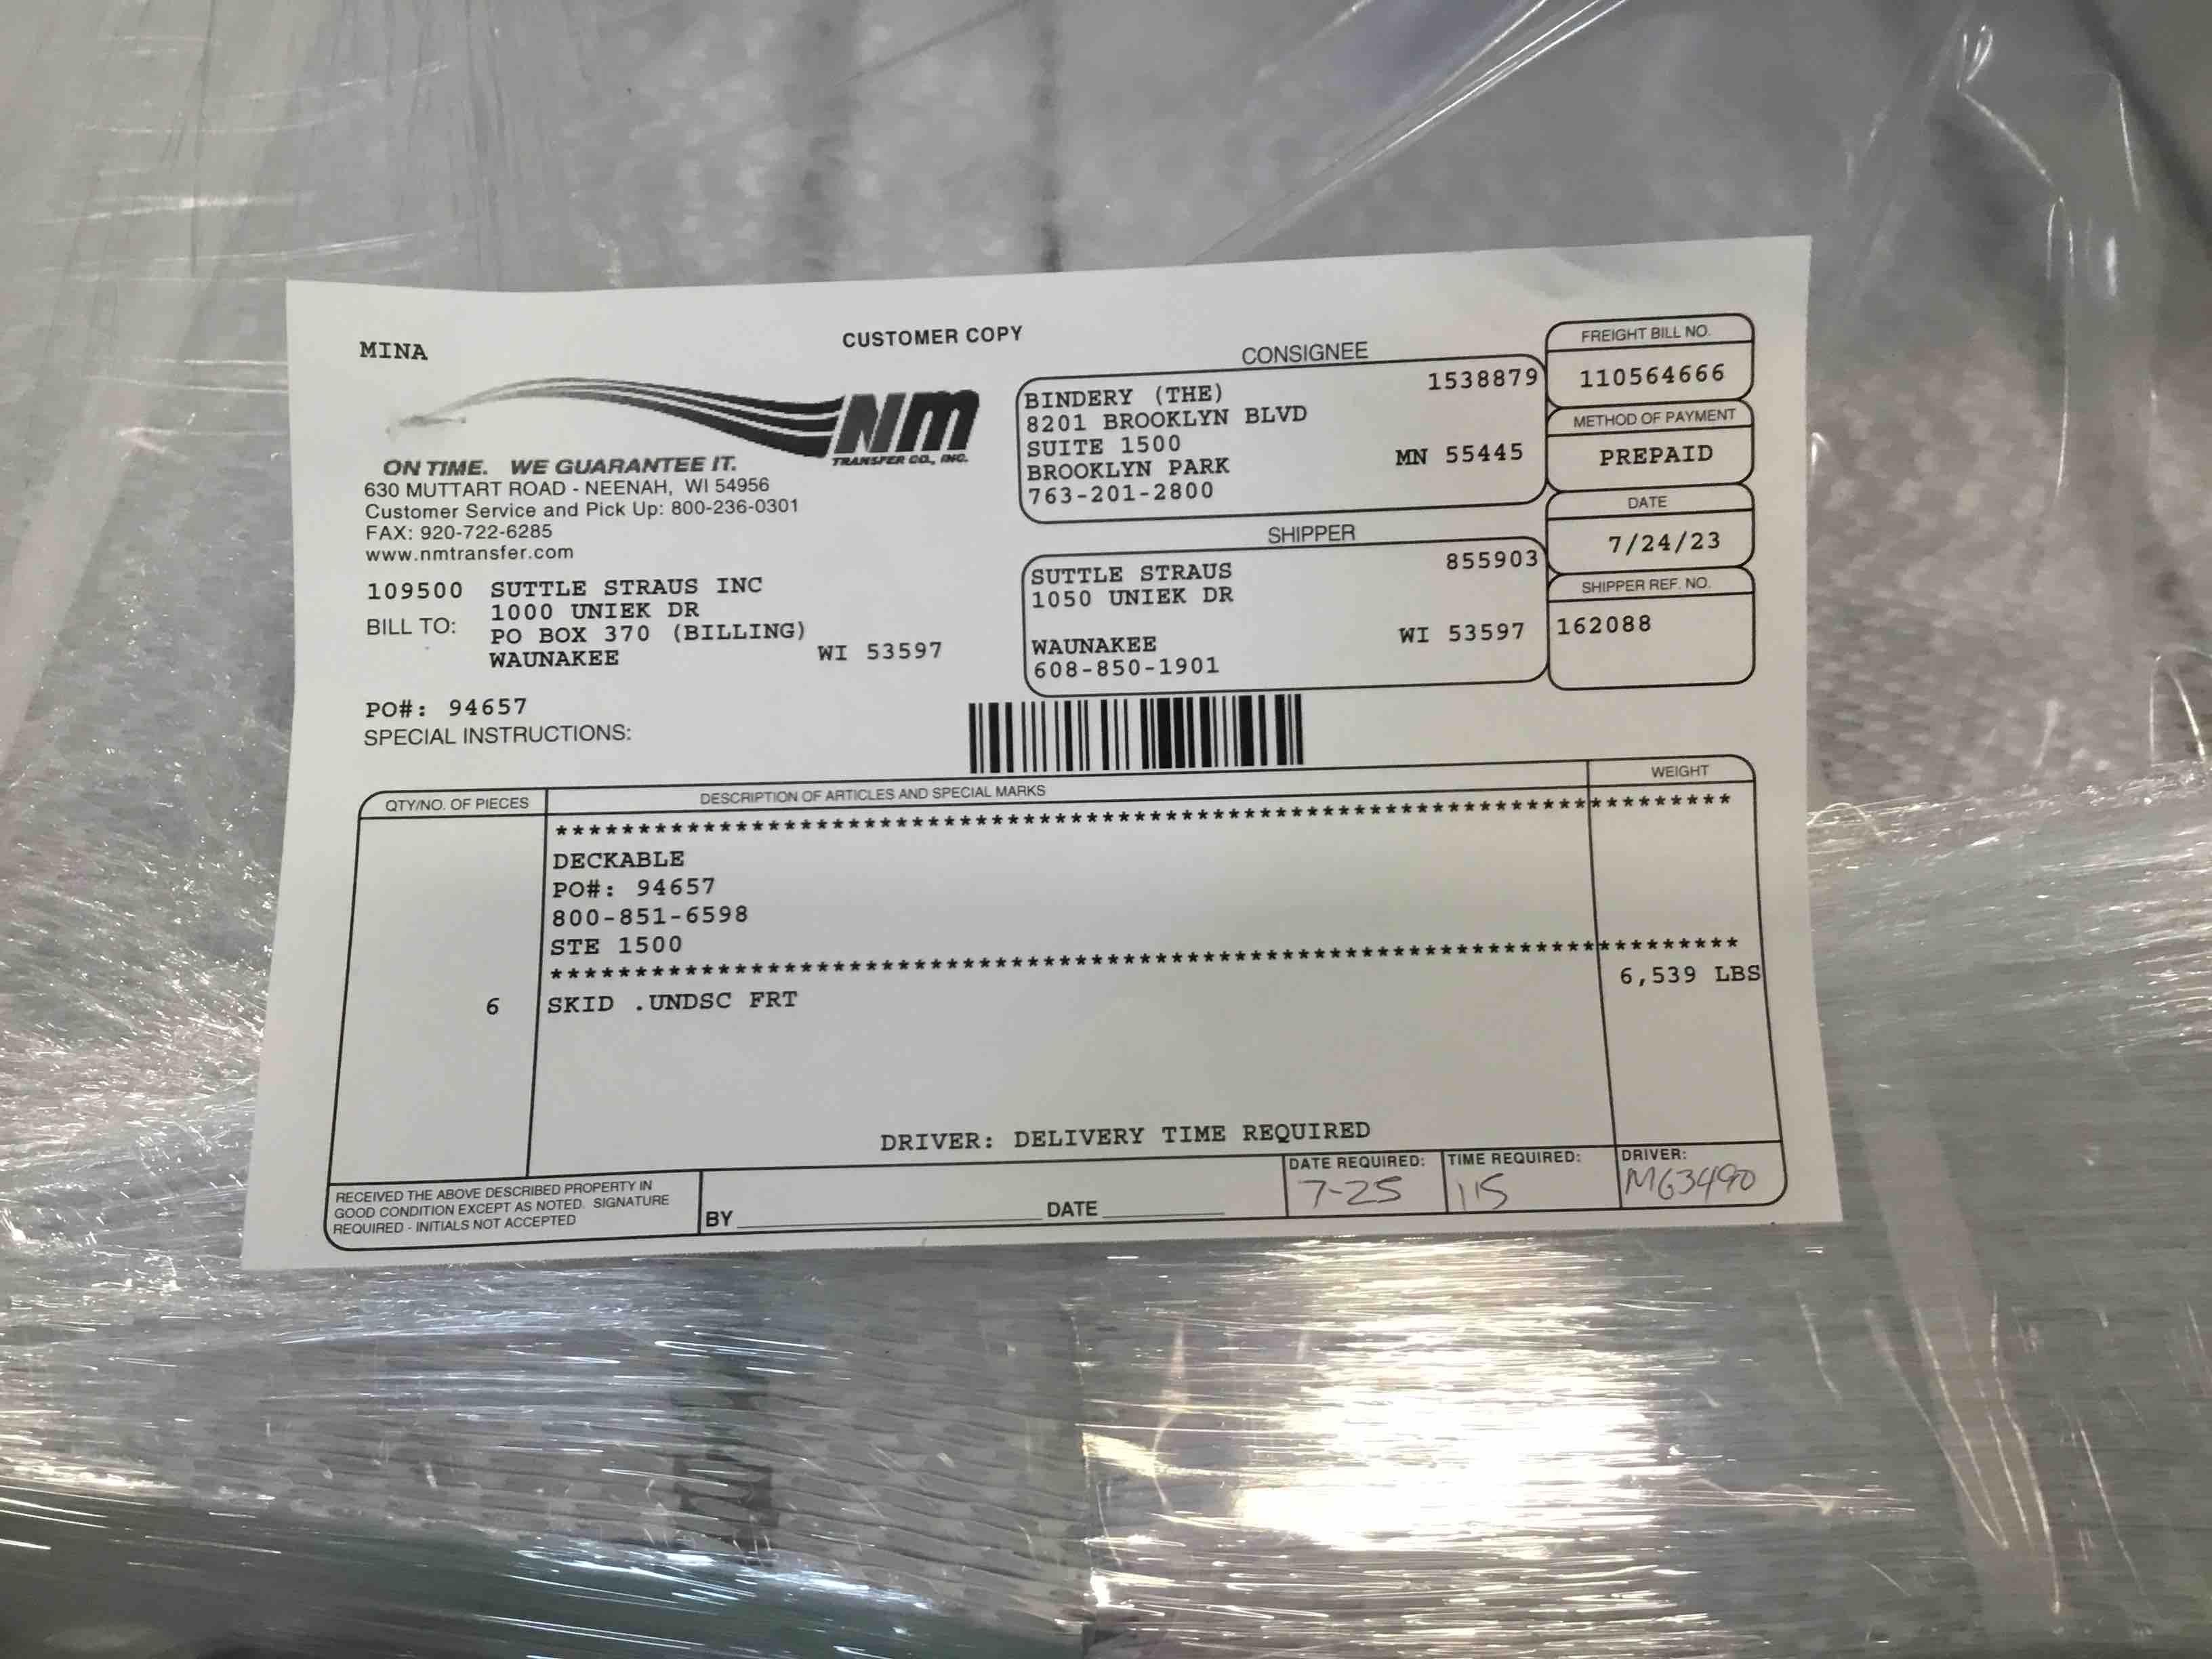 MINA
CUSTOMER COPY
NM
TRANSFER CO., INC.
ON TIME. WE GUARANTEE IT.
630 MUTTART ROAD - NEENAH, WI 54956
Customer Service and Pick Up: 800-236-0301
FAX: 920-722-6285
www.nmtransfer.com
109500 SUTTLE STRAUS INC
1000 UNIEK DR
BILL TO: PO BOX 370 (BILLING)
WAUNAKEE WI 53597
PO#: 94657
SPECIAL INSTRUCTIONS:
CONSIGNEE
BINDERY (THE) 1538879
8201 BROOKLYN BLVD
SUITE 1500
BROOKLYN PARK MN 55445
763-201-2800
SHIPPER
SUTTLE STRAUS 855903
1050 UNIEK DR
WAUNAKEE WI 53597
608-850-1901
FREIGHT BILL NO.
110564666
METHOD OF PAYMENT
PREPAID
DATE
7/24/23
SHIPPER REF. NO.
162088
QTY/NO. OF PIECES DESCRIPTION OF ARTICLES AND SPECIAL MARKS WEIGHT
**********************************************************************
DECKABLE
PO#: 94657
800-851-6598
STE 1500
**********************************************************************
6 SKID .UNDSC FRT 6,539 LBS
DRIVER: DELIVERY TIME REQUIRED
RECEIVED THE ABOVE DESCRIBED PROPERTY IN
GOOD CONDITION EXCEPT AS NOTED. SIGNATURE
REQUIRED - INITIALS NOT ACCEPTED
BY DATE
DATE REQUIRED: TIME REQUIRED: DRIVER:
7-25 115 MG3490